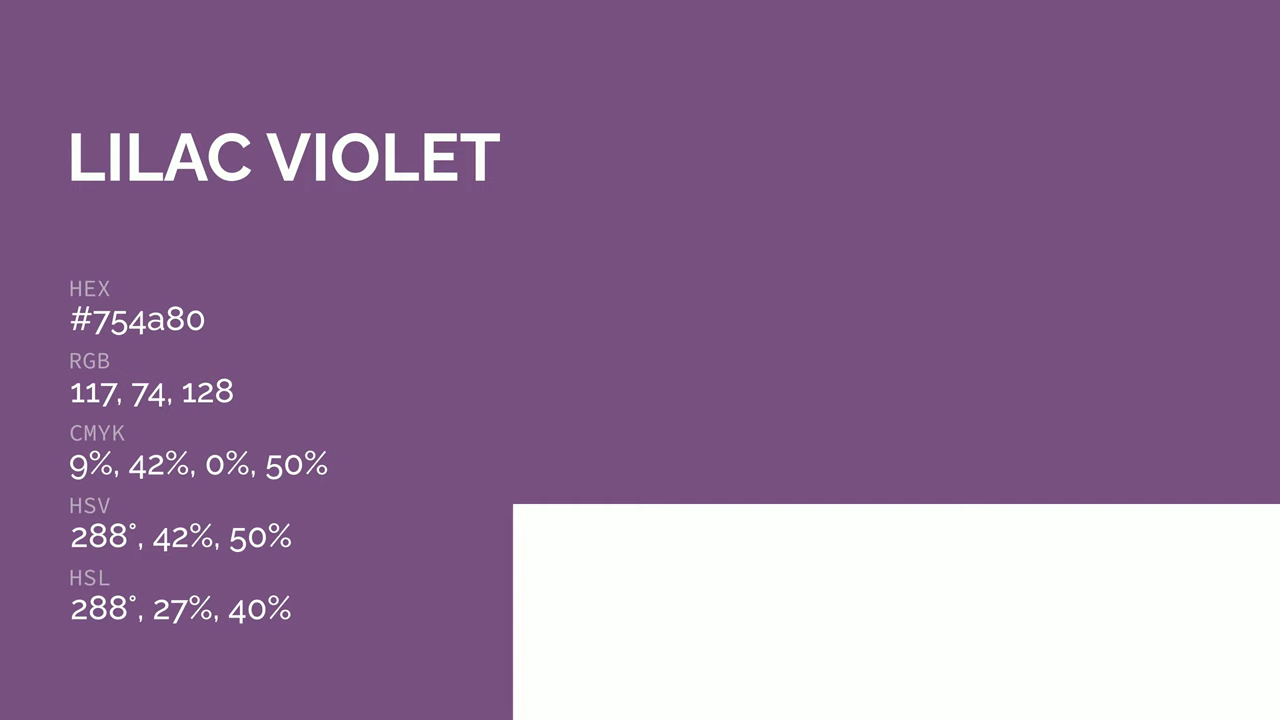 LILAC VIOLET
HEX
#754a80
RGB
117, 74, 128
CMYK
9%, 42%, 0%, 50%
HSV
288°, 42%, 50%
HSL
288°, 27%, 40%